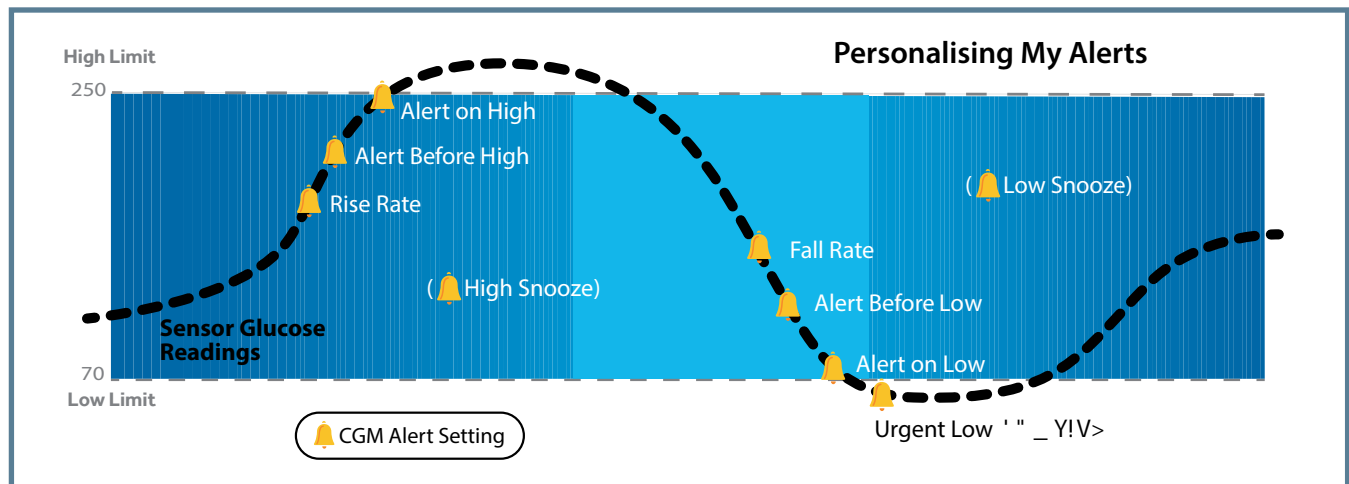 Personalising My Alerts
High Limit
250
Alert on High
Alert Before High
Rise Rate
(High Snooze)
Sensor Glucose
Readings
(Low Snooze)
Fall Rate
Alert Before Low
Alert on Low
70
Low Limit
Urgent Low ' " _ Y!V>
CGM Alert Setting